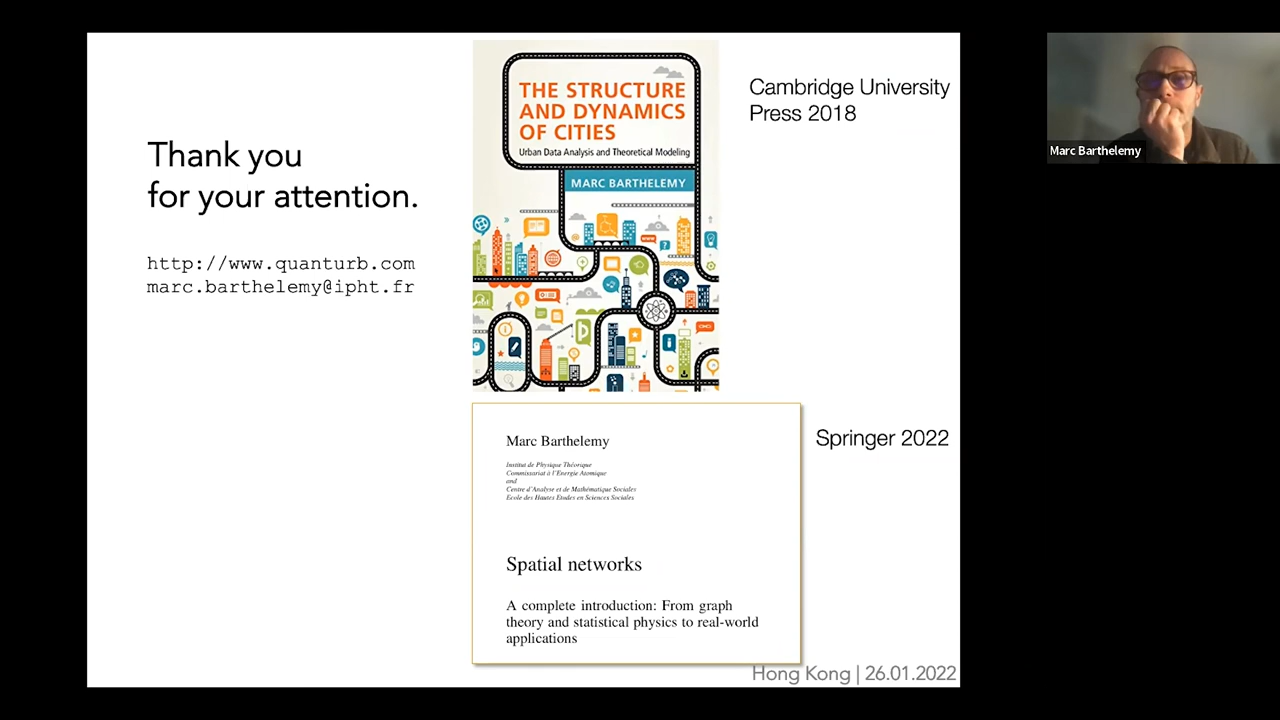 Thank you
for your attention.
http://www.quanturb.com
marc.barthelemy@ipht.fr
THE STRUCTURE
AND DYNAMICS
OF CITIES
Urban Data Analysis and Theoretical Modeling
MARC BARTHELEMY
Cambridge University
Press 2018
Marc Barthelemy
Institut de Physique Théorique
Commissariat à l'Energie Atomique
and
Centre d'Analyse et de Mathématique Sociales
Ecole des Hautes Etudes en Sciences Sociales
Spatial networks
A complete introduction: From graph
theory and statistical physics to real-world
applications
Springer 2022
Hong Kong | 26.01.2022
Marc Barthelemy